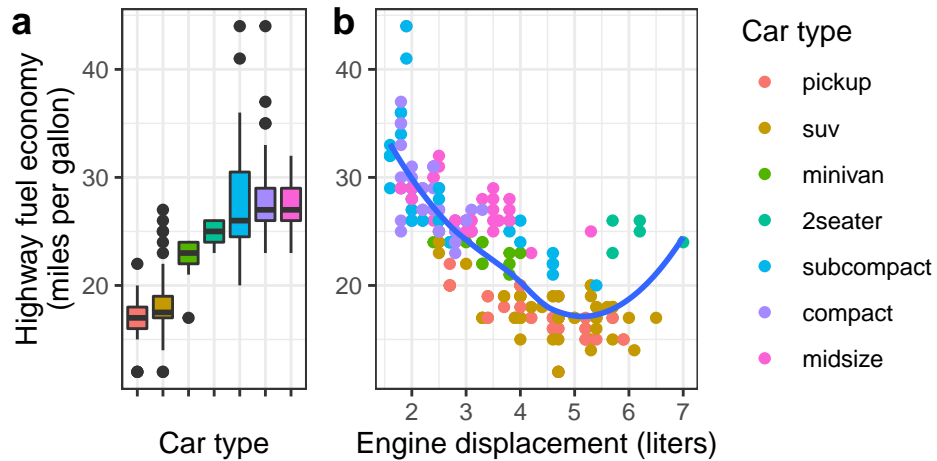 a
Highway fuel economy
(miles per gallon)
40
30
20
Car type
b
40
30
20
2 3 4 5 6 7
Engine displacement (liters)
Car type
pickup
suv
minivan
2seater
subcompact
compact
midsize